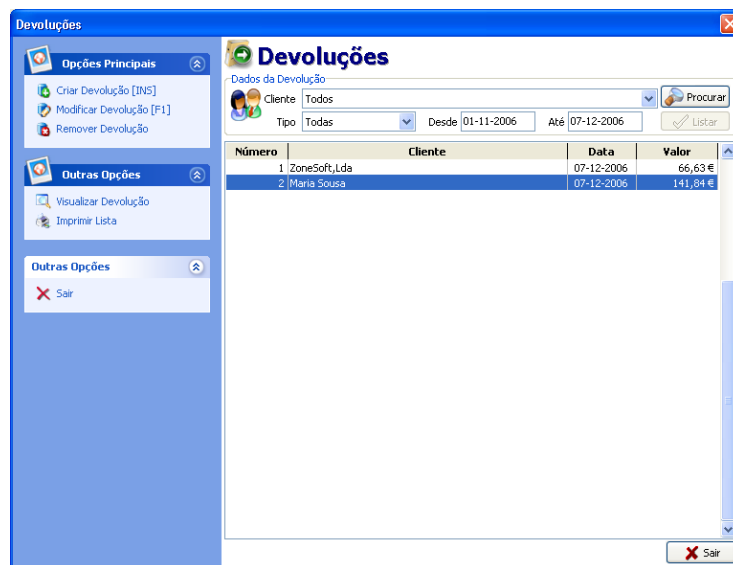 Devoluções
Opções Principais
Criar Devolução [INS]
Modificar Devolução [F1]
Remover Devolução
Outras Opções
Visualizar Devolução
Imprimir Lista
Outras Opções
Sair
Devoluções
Dados da Devolução
Cliente Todos Procurar
Tipo Todas Desde 01-11-2006 Até 07-12-2006 Listar
Número Cliente Data Valor
1 ZoneSoft,Lda 07-12-2006 66,63 €
2 Maria Sousa 07-12-2006 141,84 €
Sair